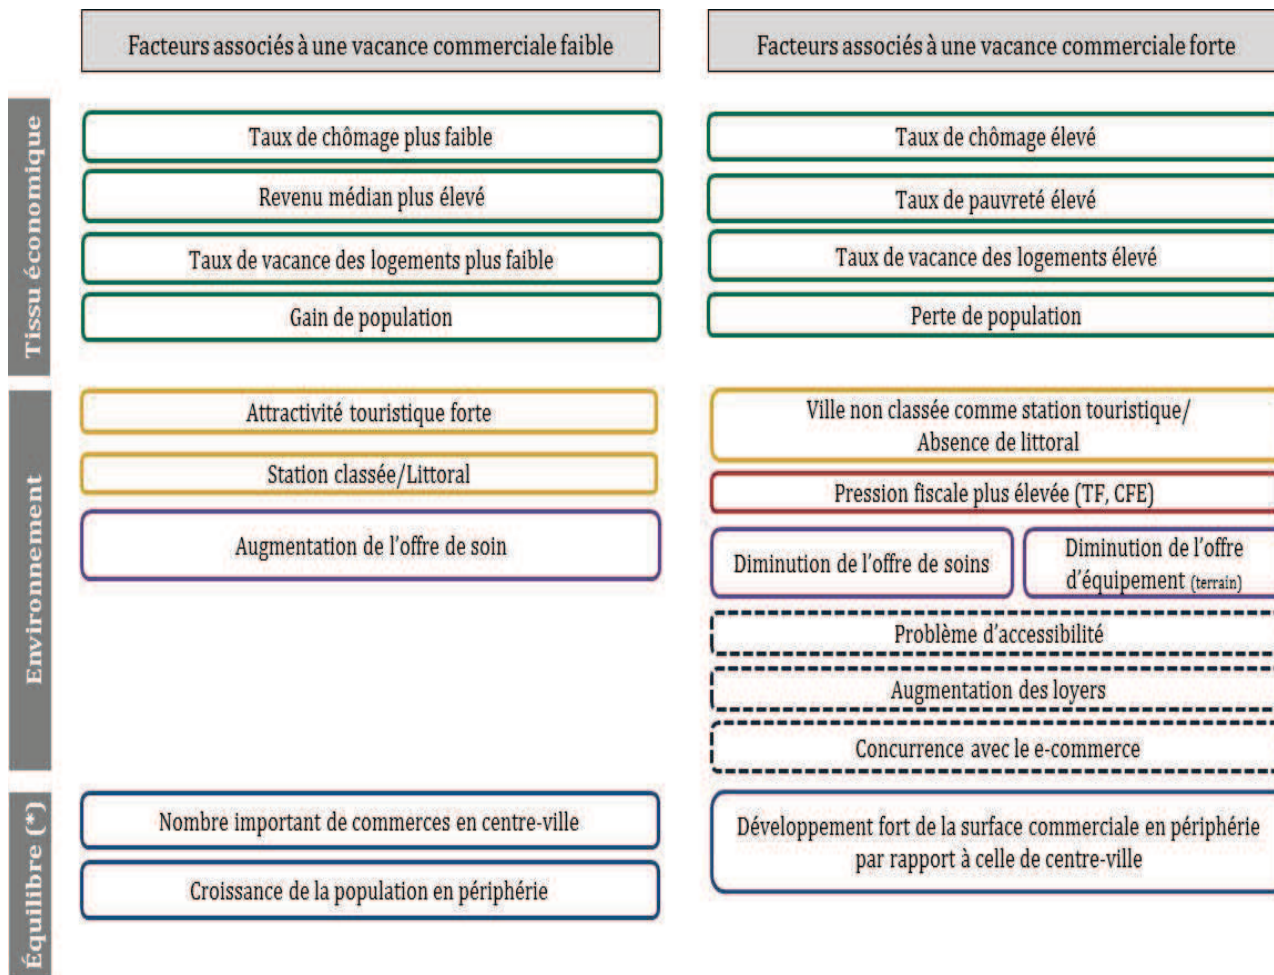 Facteurs associés à une vacance commerciale faible
Facteurs associés à une vacance commerciale forte
Tissu économique
Taux de chômage plus faible
Taux de chômage élevé
Revenu médian plus élevé
Taux de pauvreté élevé
Taux de vacance des logements plus faible
Taux de vacance des logements élevé
Gain de population
Perte de population
Environnement
Attractivité touristique forte
Ville non classée comme station touristique/
Absence de littoral
Station classée/Littoral
Pression fiscale plus élevée (TF, CFE)
Augmentation de l'offre de soin
Diminution de l'offre de soins
Diminution de l'offre
d'équipement (terrain)
Problème d'accessibilité
Augmentation des loyers
Concurrence avec le e-commerce
Équilibre (*)
Nombre important de commerces en centre-ville
Développement fort de la surface commerciale en périphérie
par rapport à celle de centre-ville
Croissance de la population en périphérie